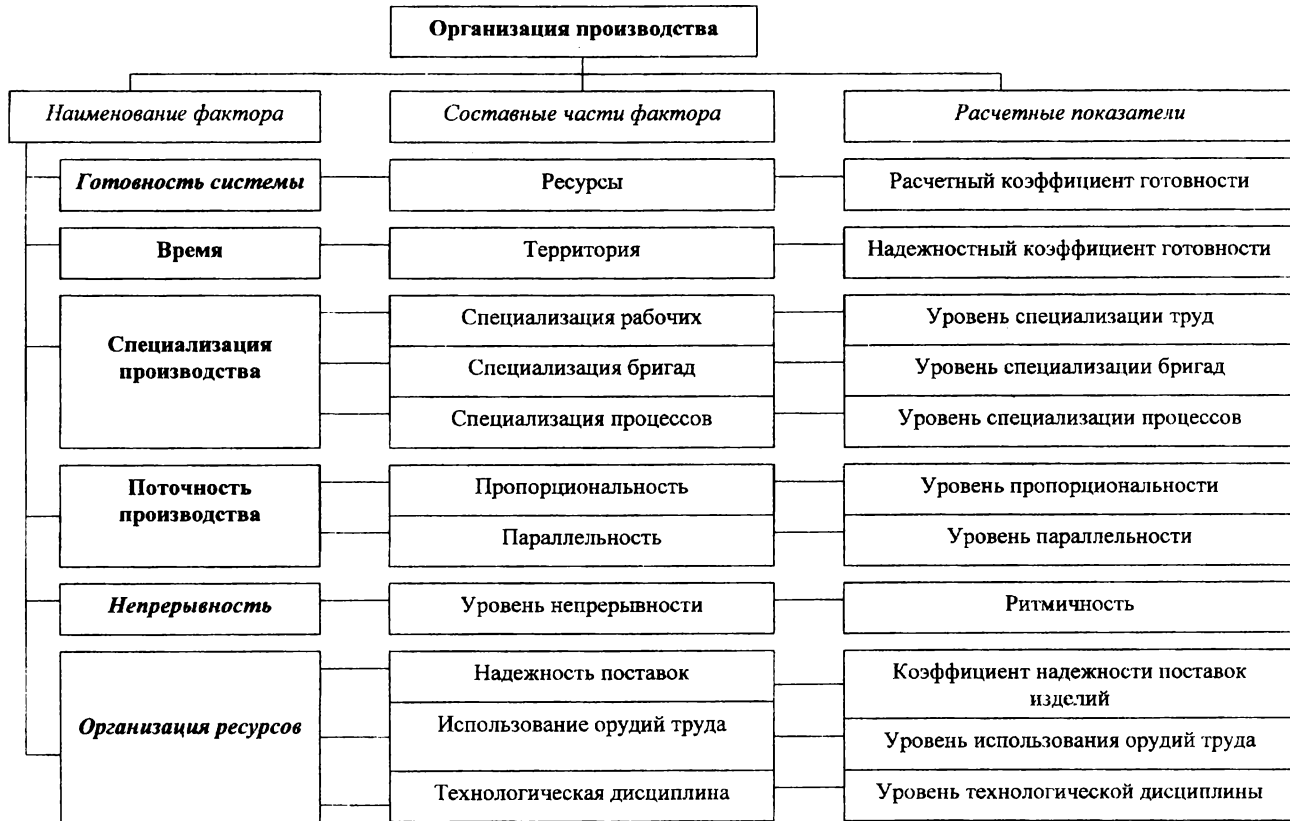 Организация производства
Наименование фактора
Составные части фактора
Расчетные показатели
Готовность системы
Ресурсы
Расчетный коэффициент готовности
Время
Территория
Надежностный коэффициент готовности
Специализация
производства
Специализация рабочих
Уровень специализации труд
Специализация бригад
Уровень специализации бригад
Специализация процессов
Уровень специализации процессов
Поточность
производства
Пропорциональность
Уровень пропорциональности
Параллельность
Уровень параллельности
Непрерывность
Уровень непрерывности
Ритмичность
Организация ресурсов
Надежность поставок
Коэффициент надежности поставок
изделий
Использование орудий труда
Уровень использования орудий труда
Технологическая дисциплина
Уровень технологической дисциплины